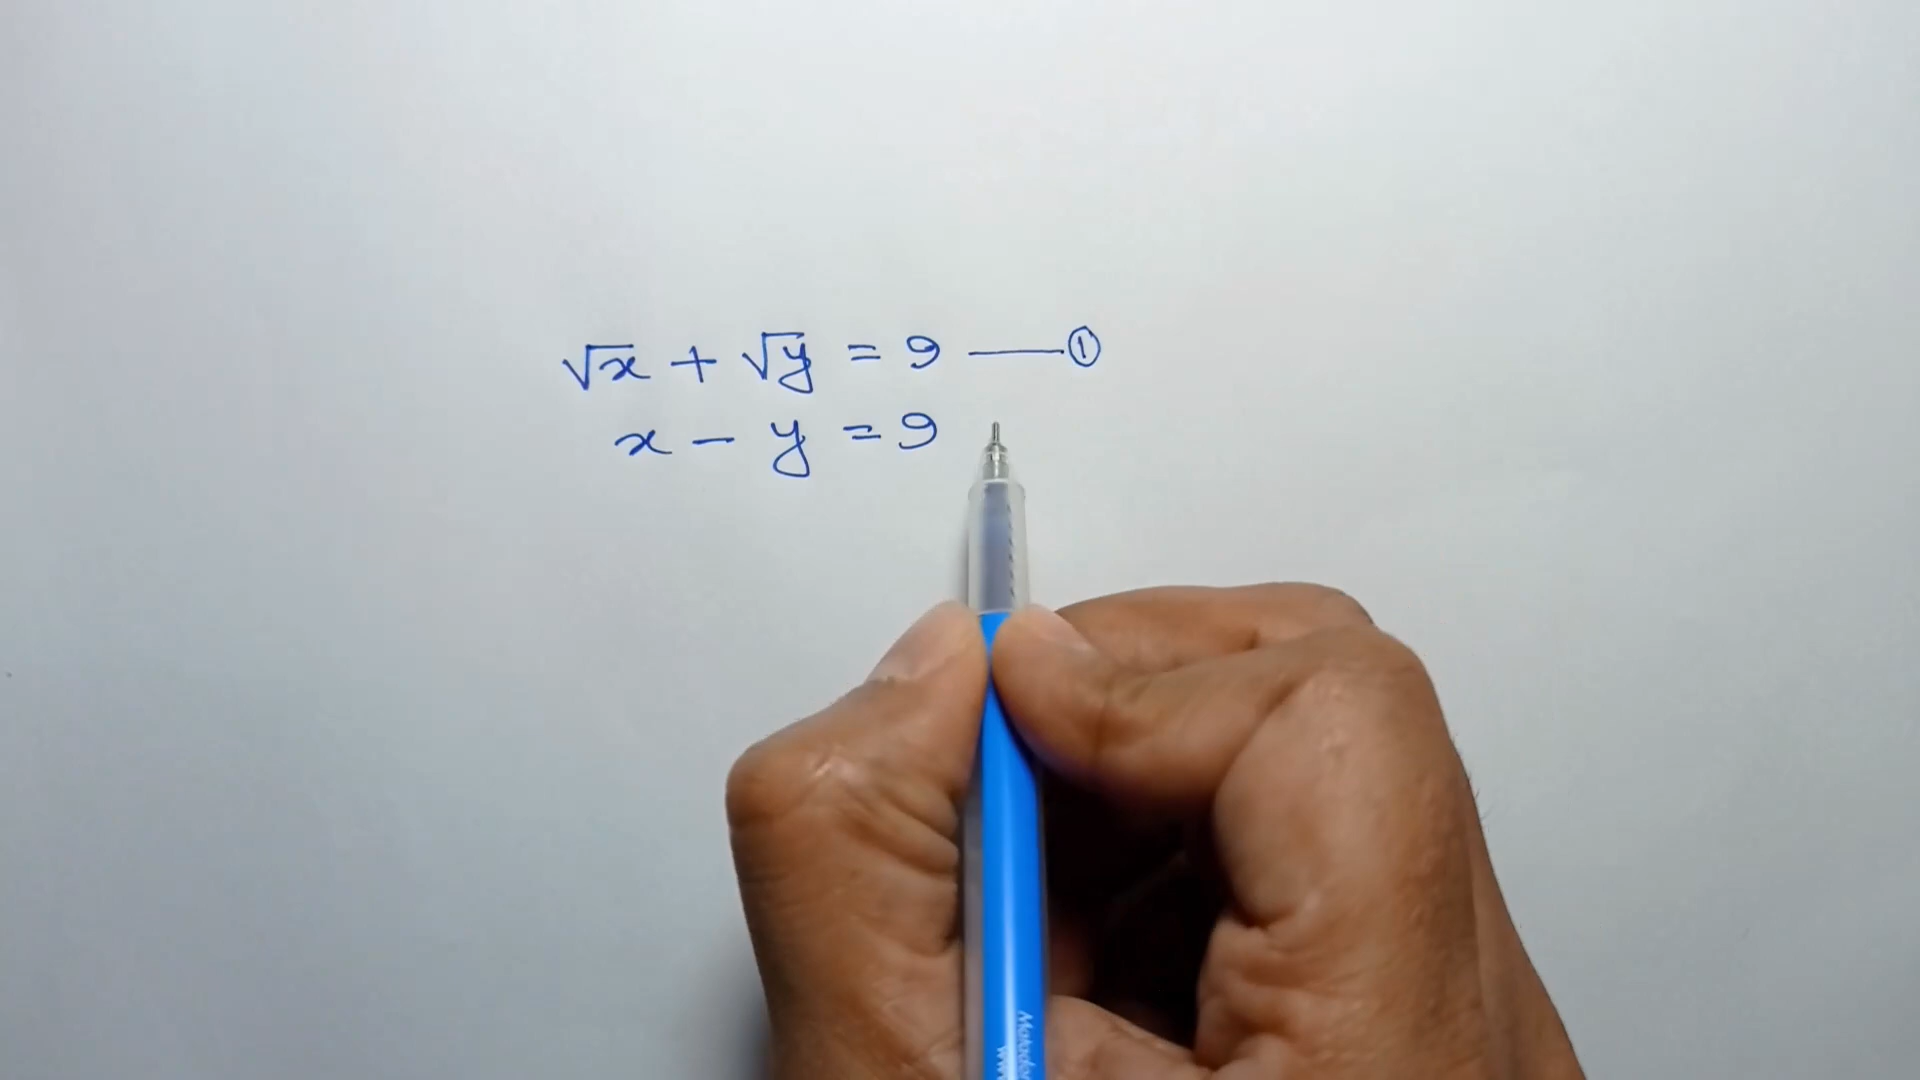 √x + √y = 9 —— ①
x - y = 9